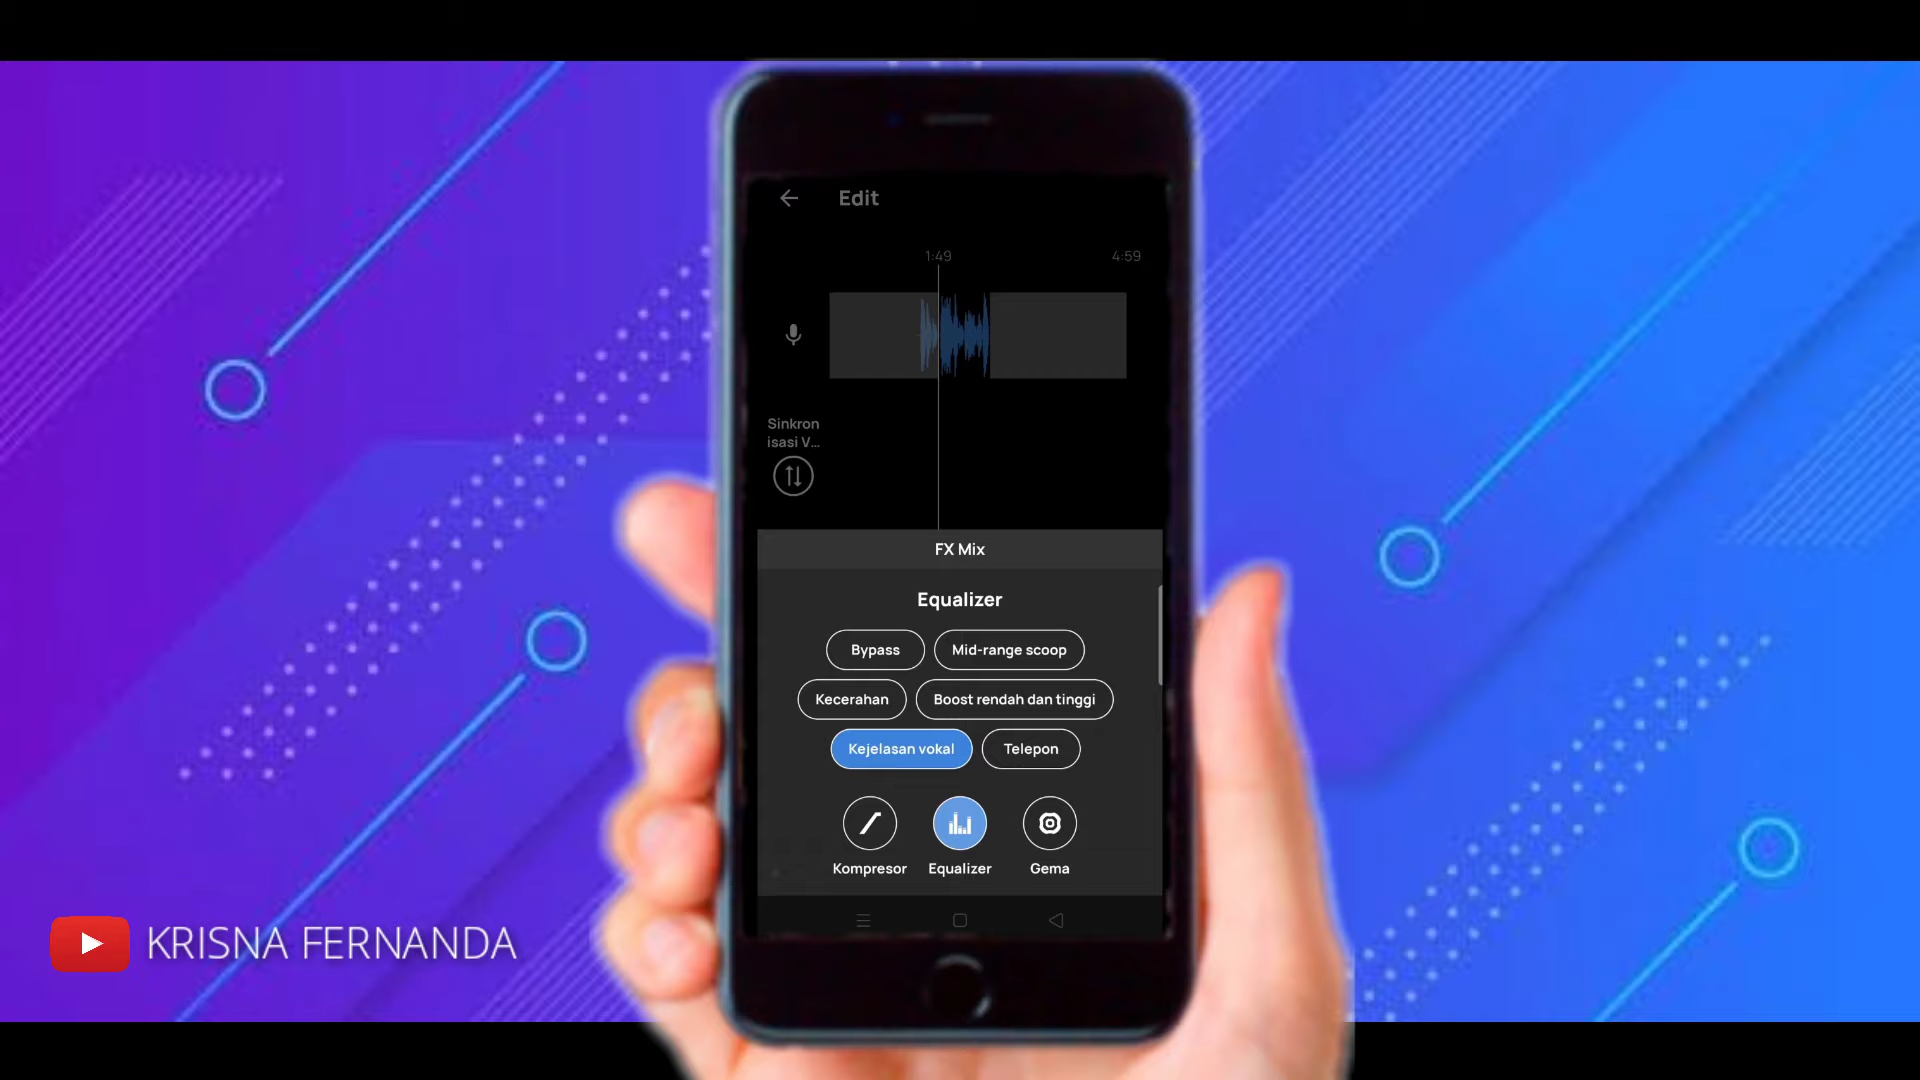 Edit
1:49
4:59
Sinkron
isasi V...
FX Mix
Equalizer
Bypass
Mid-range scoop
Kecerahan
Boost rendah dan tinggi
Kejelasan vokal
Telepon
Kompresor
Equalizer
Gema
KRISNA FERNANDA